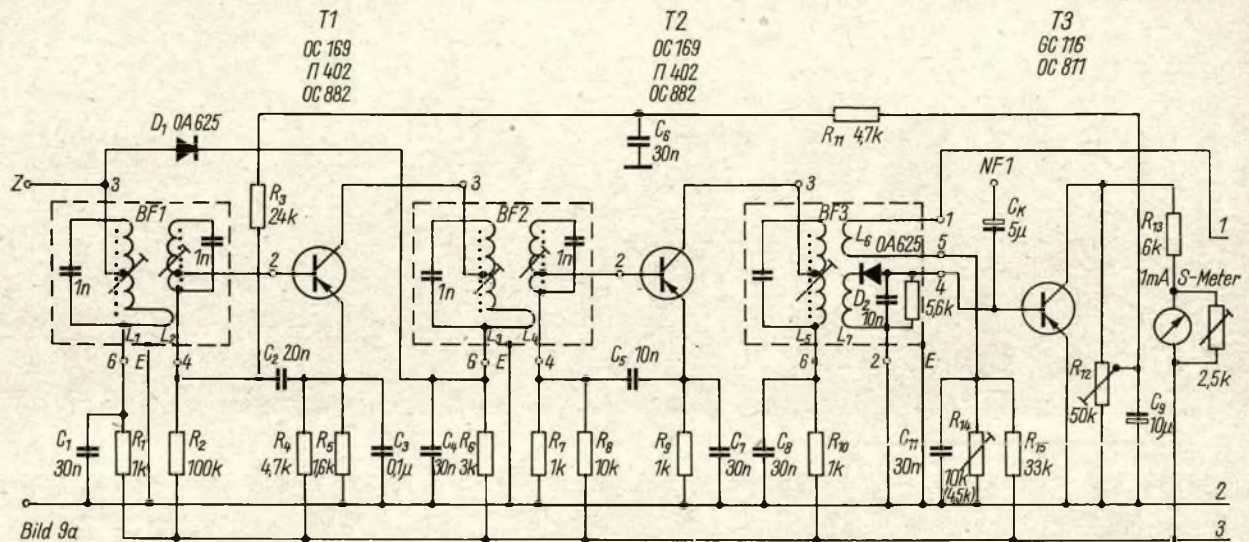 T1
OC 169
П 402
OC 882
T2
OC 169
П 402
OC 882
T3
GC 116
OC 811
D1 OA 625
C6
30n
R11 4,7k
Z
3
BF1
R3
24k
3
BF2
3
BF3
NF1
CK
5µ
1
L6 OA625
5
4
R13
6k
1
1n
1n
2
1n
1n
2
D2
10n
5,6k
1mA S-Meter
L1
L2
L3
L4
L5
L7
6
E
4
C2 20n
6
E
4
C5 10n
6
2
E
R12
50k
2,5k
C1
30n
R1
1k
R2
100k
R4
4,7k
R5
1,6k
C3
0,1µ
C4
30n
R6
3k
R7
1k
R8
10k
R9
1k
C7
30n
C8
30n
R10
1k
C11
30n
R14
10k
(4,5k)
R15
33k
C9
10µ
2
3
Bild 9a